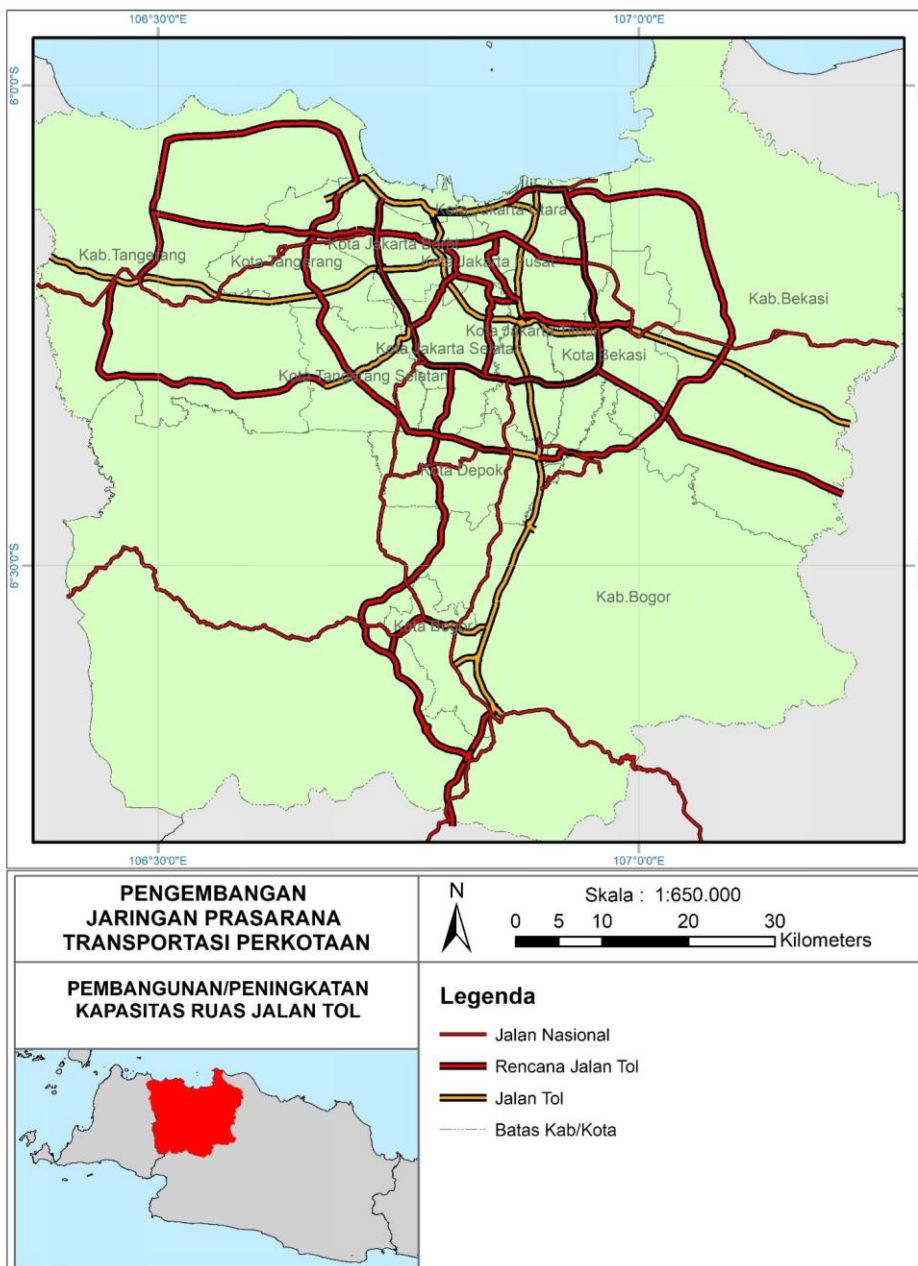 106°30'0"E
107°0'0"E
6°0'0"S
Kota Jakarta Utara
Kota Jakarta Barat
Kab.Tangerang
Kota Tangerang
Kota Jakarta Pusat
Kab.Bekasi
Kota Jakarta Timur
Kota Jakarta Selatan
Kota Bekasi
Kota Tangerang Selatan
Kota Depok
6°30'0"S
Kab.Bogor
Kota Bogor
106°30'0"E
107°0'0"E
PENGEMBANGAN
JARINGAN PRASARANA
TRANSPORTASI PERKOTAAN
N
Skala : 1:650.000
0 5 10 20 30
Kilometers
PEMBANGUNAN/PENINGKATAN
KAPASITAS RUAS JALAN TOL
Legenda
Jalan Nasional
Rencana Jalan Tol
Jalan Tol
Batas Kab/Kota